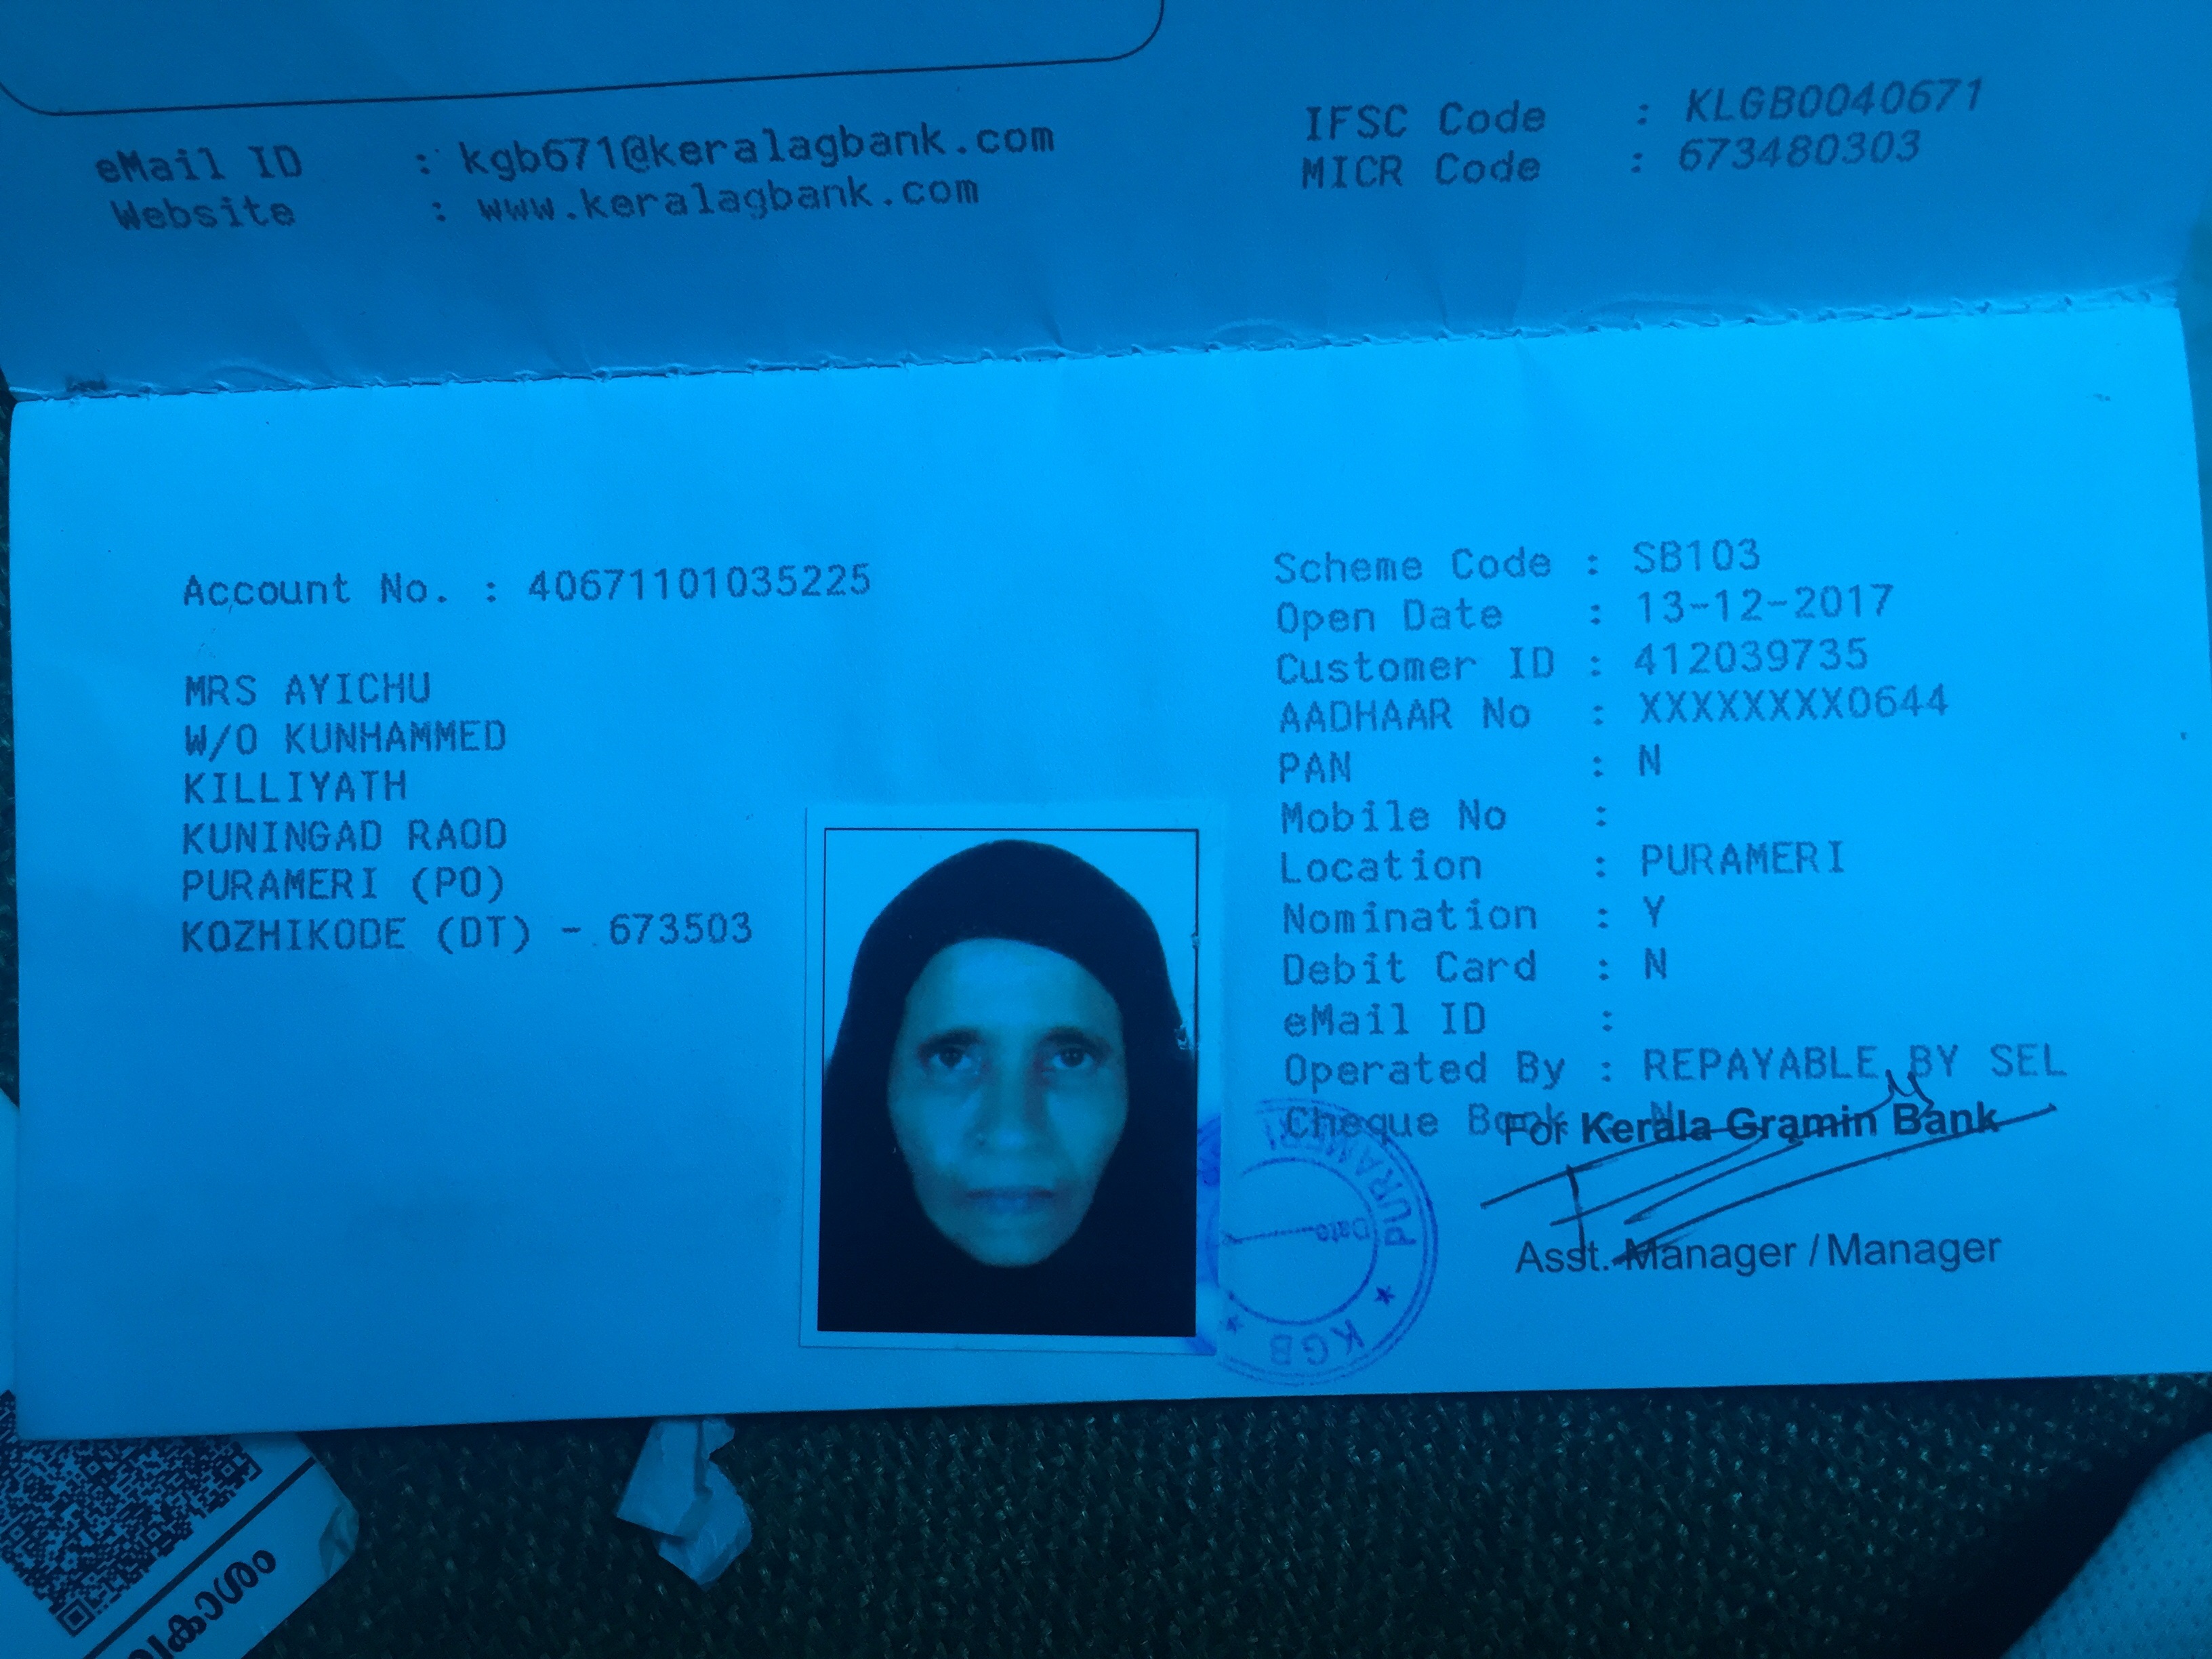 eMail ID : kgb671@keralagbank.com IFSC Code : KLGB0040671
Website : www.keralagbank.com MICR Code : 673480303
Account No. : 40671101035225
MRS AYICHU
W/O KUNHAMMED
KILLIYATH
KUNINGAD RAOD
PURAMERI (PO)
KOZHIKODE (DT) - 673503
Scheme Code : SB103
Open Date : 13-12-2017
Customer ID : 412039735
AADHAAR No : XXXXXXXX0644
PAN : N
Mobile No :
Location : PURAMERI
Nomination : Y
Debit Card : N
eMail ID :
Operated By : REPAYABLE BY SEL
Cheque Book
For Kerala Gramin Bank
Asst. Manager / Manager
KGB
Date